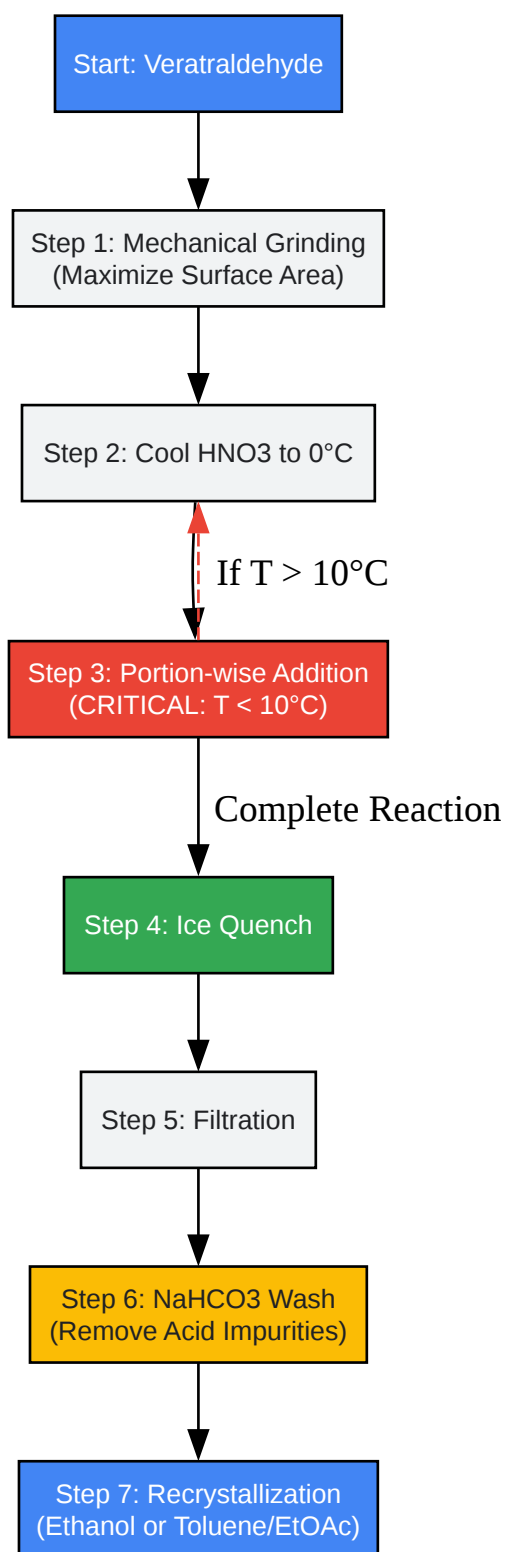 Start: Veratraldehyde
Step 1: Mechanical Grinding
(Maximize Surface Area)
Step 2: Cool HNO3 to 0°C
If T > 10°C
Step 3: Portion-wise Addition
(CRITICAL: T < 10°C)
Complete Reaction
Step 4: Ice Quench
Step 5: Filtration
Step 6: NaHCO3 Wash
(Remove Acid Impurities)
Step 7: Recrystallization
(Ethanol or Toluene/EtOAc)